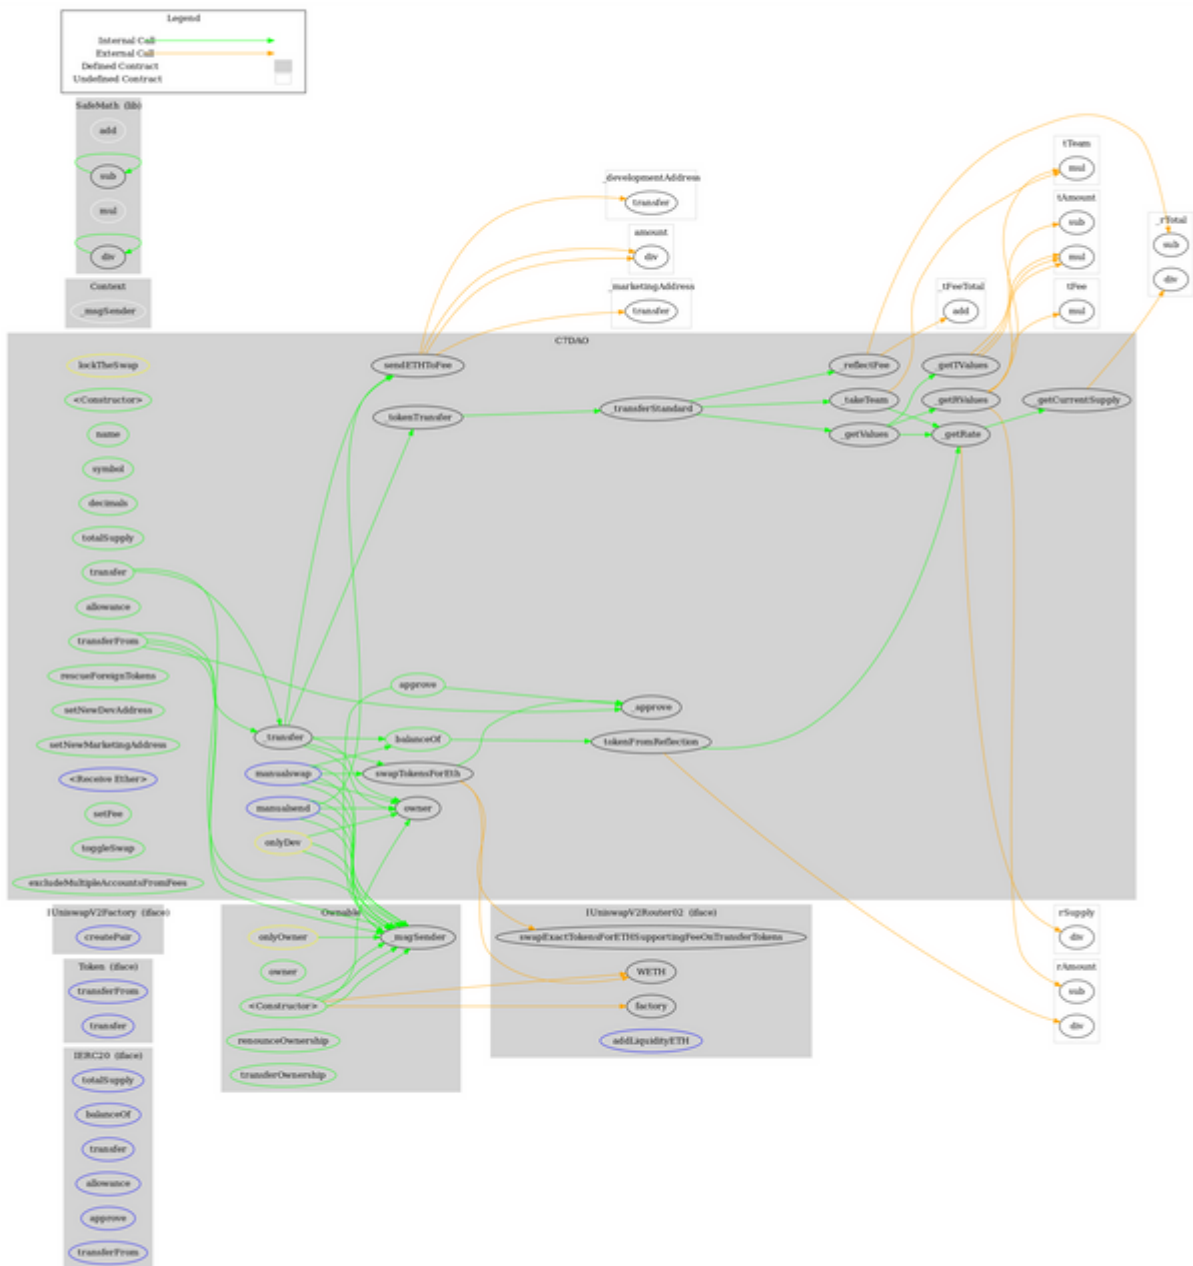 Legend
Internal Call
External Call
Defined Contract
Undefined Contract
SafeMath (lib)
add
sub
mul
div
Context
_msgSender
_developmentAddress
transfer
amount
div
_marketingAddress
transfer
_tFeeTotal
add
tTeam
mul
tAmount
sub
mul
tFee
mul
_rTotal
sub
div
C7DAO
lockTheSwap
<Constructor>
name
symbol
decimals
totalSupply
transfer
allowance
transferFrom
rescueForeignTokens
setNewDevAddress
setNewMarketingAddress
<Receive Ether>
setFee
toggleSwap
excludeMultipleAccountsFromFees
_transfer
manualswap
manualsend
onlyDev
sendETHToFee
_tokenTransfer
approve
balanceOf
swapTokensForEth
owner
_transferStandard
_approve
tokenFromReflection
_reflectFee
_takeTeam
_getValues
_getTValues
_getRValues
_getRate
_getCurrentSupply
IUniswapV2Factory (iface)
createPair
Token (iface)
transferFrom
transfer
IERC20 (iface)
totalSupply
balanceOf
transfer
allowance
approve
transferFrom
Ownable
onlyOwner
owner
<Constructor>
renounceOwnership
transferOwnership
_msgSender
IUniswapV2Router02 (iface)
swapExactTokensForETHSupportingFeeOnTransferTokens
WETH
factory
addLiquidityETH
rSupply
div
rAmount
sub
div